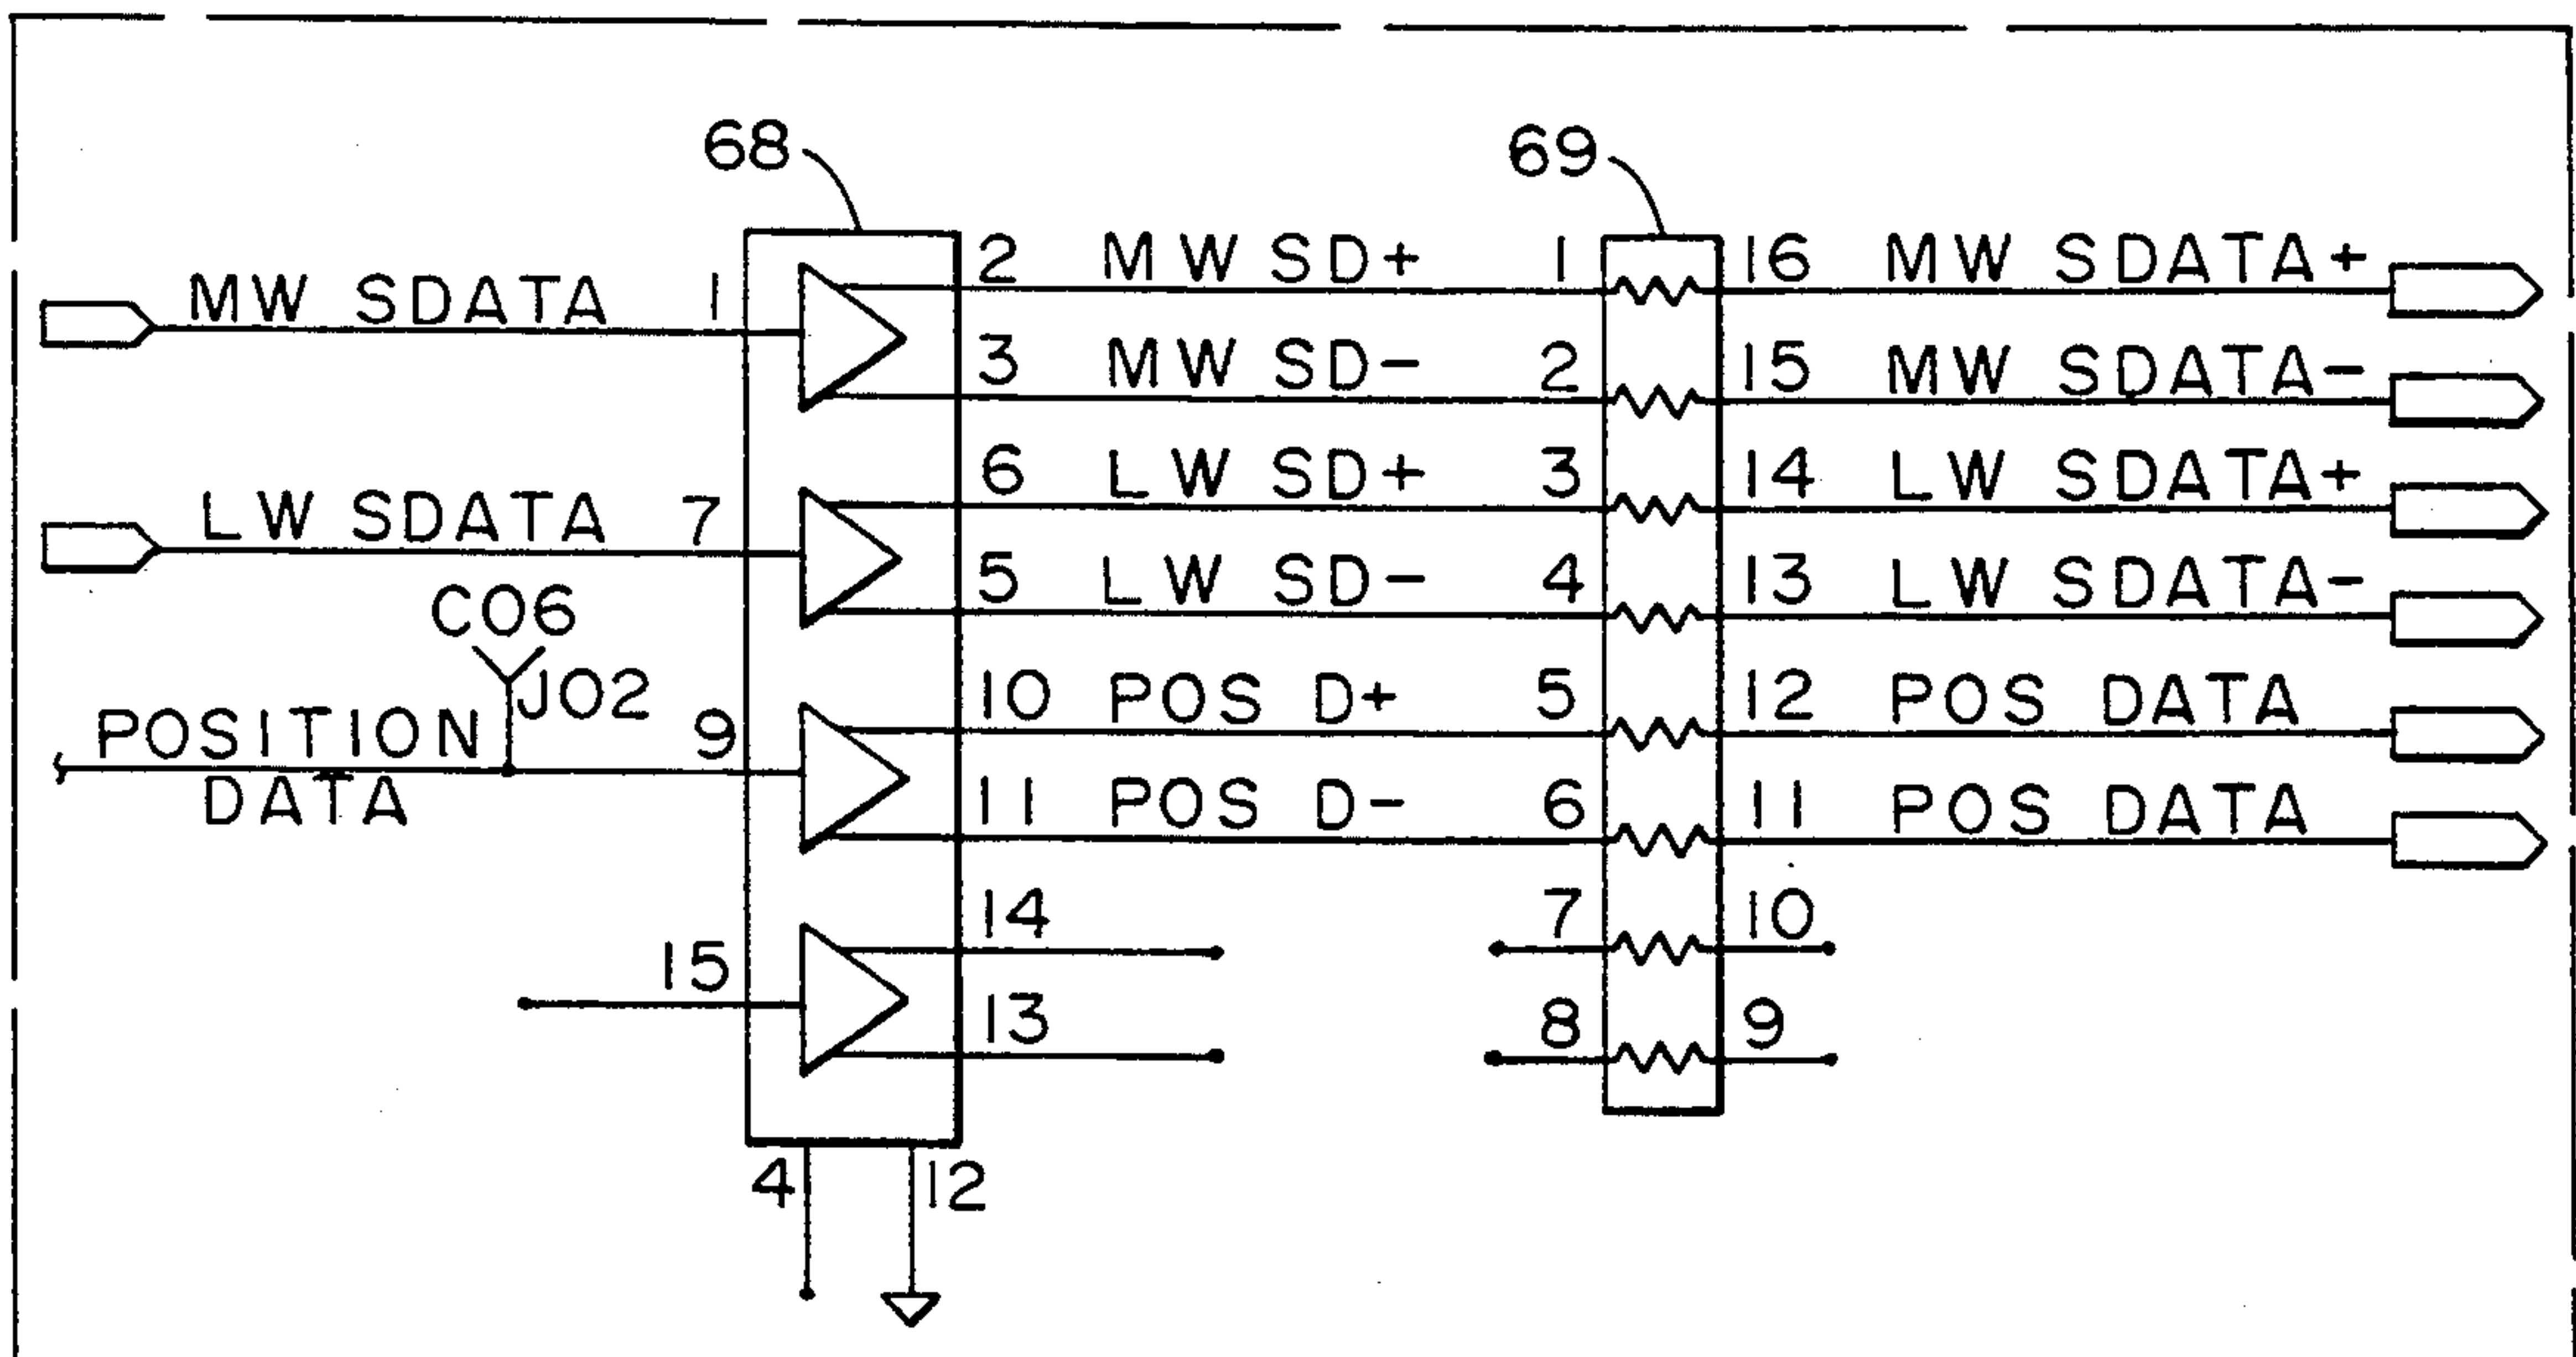 68
69
MW SDATA 1 2 MW SD+ 1 16 MW SDATA+
3 MW SD- 2 15 MW SDATA-
6 LW SD+ 3 14 LW SDATA+
LW SDATA 7
5 LW SD- 4 13 LW SDATA-
C06
J02
10 POS D+ 5 12 POS DATA
POSITION 9
DATA
11 POS D- 6 11 POS DATA
14 7 10
15
13 8 9
4 12